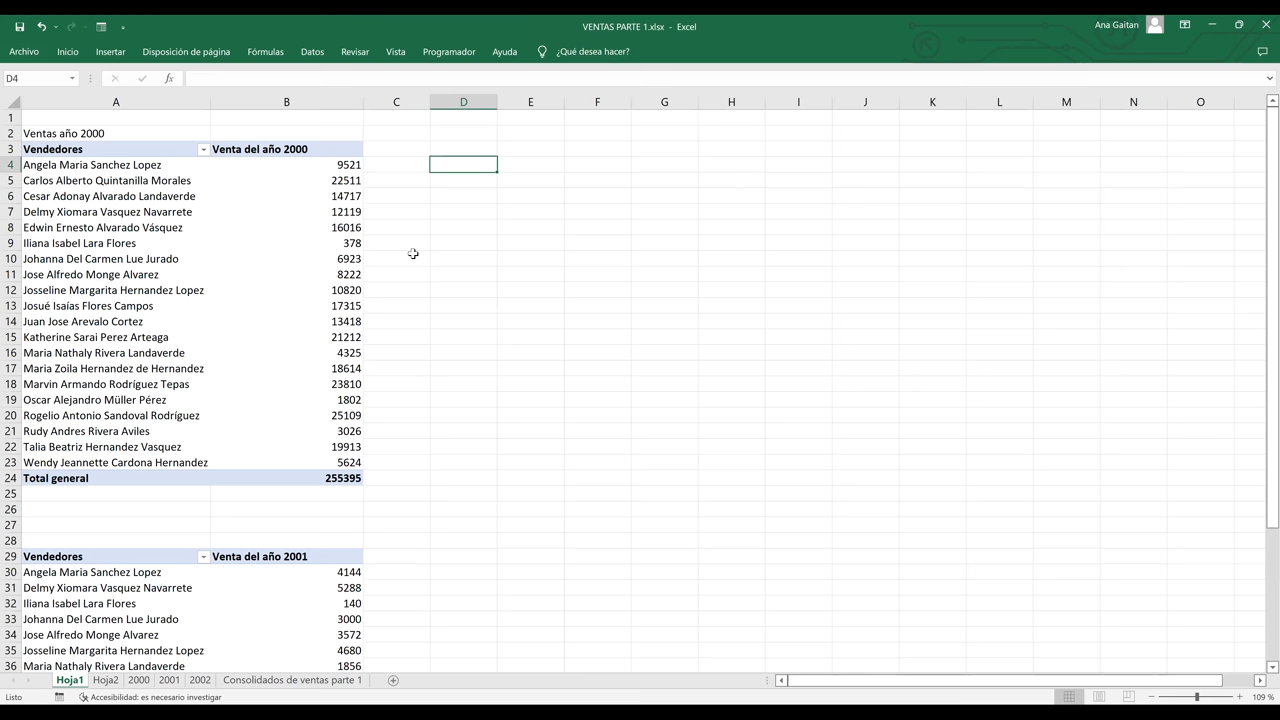 VENTAS PARTE 1.xlsx - Excel
Ana Gaitan
Archivo Inicio Insertar Disposición de página Fórmulas Datos Revisar Vista Programador Ayuda ¿Qué desea hacer?
D4 fx
A B C D E F G H I J K L M N O
1
2 Ventas año 2000
3 Vendedores Venta del año 2000
4 Angela Maria Sanchez Lopez 9521
5 Carlos Alberto Quintanilla Morales 22511
6 Cesar Adonay Alvarado Landaverde 14717
7 Delmy Xiomara Vasquez Navarrete 12119
8 Edwin Ernesto Alvarado Vásquez 16016
9 Iliana Isabel Lara Flores 378
10 Johanna Del Carmen Lue Jurado 6923
11 Jose Alfredo Monge Alvarez 8222
12 Josseline Margarita Hernandez Lopez 10820
13 Josué Isaías Flores Campos 17315
14 Juan Jose Arevalo Cortez 13418
15 Katherine Sarai Perez Arteaga 21212
16 Maria Nathaly Rivera Landaverde 4325
17 Maria Zoila Hernandez de Hernandez 18614
18 Marvin Armando Rodríguez Tepas 23810
19 Oscar Alejandro Müller Pérez 1802
20 Rogelio Antonio Sandoval Rodríguez 25109
21 Rudy Andres Rivera Aviles 3026
22 Talia Beatriz Hernandez Vasquez 19913
23 Wendy Jeannette Cardona Hernandez 5624
24 Total general 255395
25
26
27
28
29 Vendedores Venta del año 2001
30 Angela Maria Sanchez Lopez 4144
31 Delmy Xiomara Vasquez Navarrete 5288
32 Iliana Isabel Lara Flores 140
33 Johanna Del Carmen Lue Jurado 3000
34 Jose Alfredo Monge Alvarez 3572
35 Josseline Margarita Hernandez Lopez 4680
36 Maria Nathaly Rivera Landaverde 1856
Hoja1 Hoja2 2000 2001 2002 Consolidados de ventas parte 1
Listo Accesibilidad: es necesario investigar 109 %